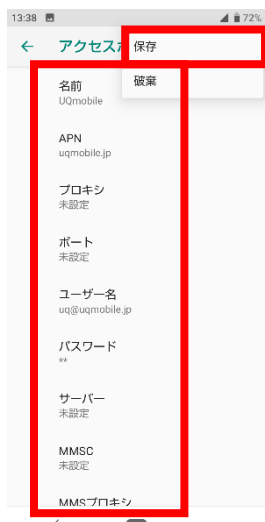 13:38 72%
← アクセス
保存
破棄
名前
UQmobile
APN
uqmobile.jp
プロキシ
未設定
ポート
未設定
ユーザー名
uq@uqmobile.jp
パスワード
**
サーバー
未設定
MMSC
未設定
MMSプロキシ